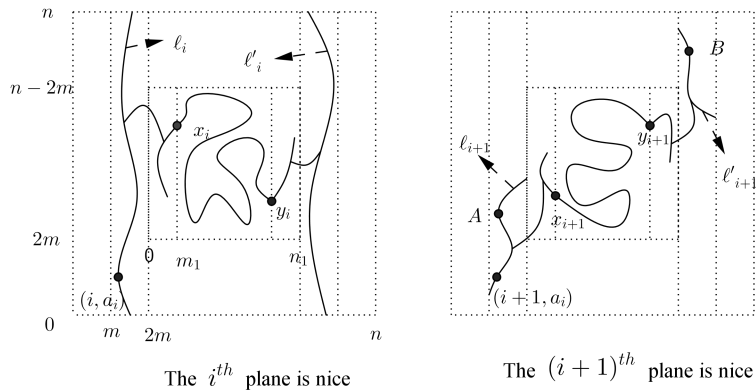 n
ℓ_i
ℓ'_i
n − 2m
x_i
y_i
2m
0
m_1
n_1
(i, a_i)
0
m
2m
n
The i^{th} plane is nice
B
y_{i+1}
ℓ_{i+1}
ℓ'_{i+1}
A
x_{i+1}
(i + 1, a_i)
The (i + 1)^{th} plane is nice